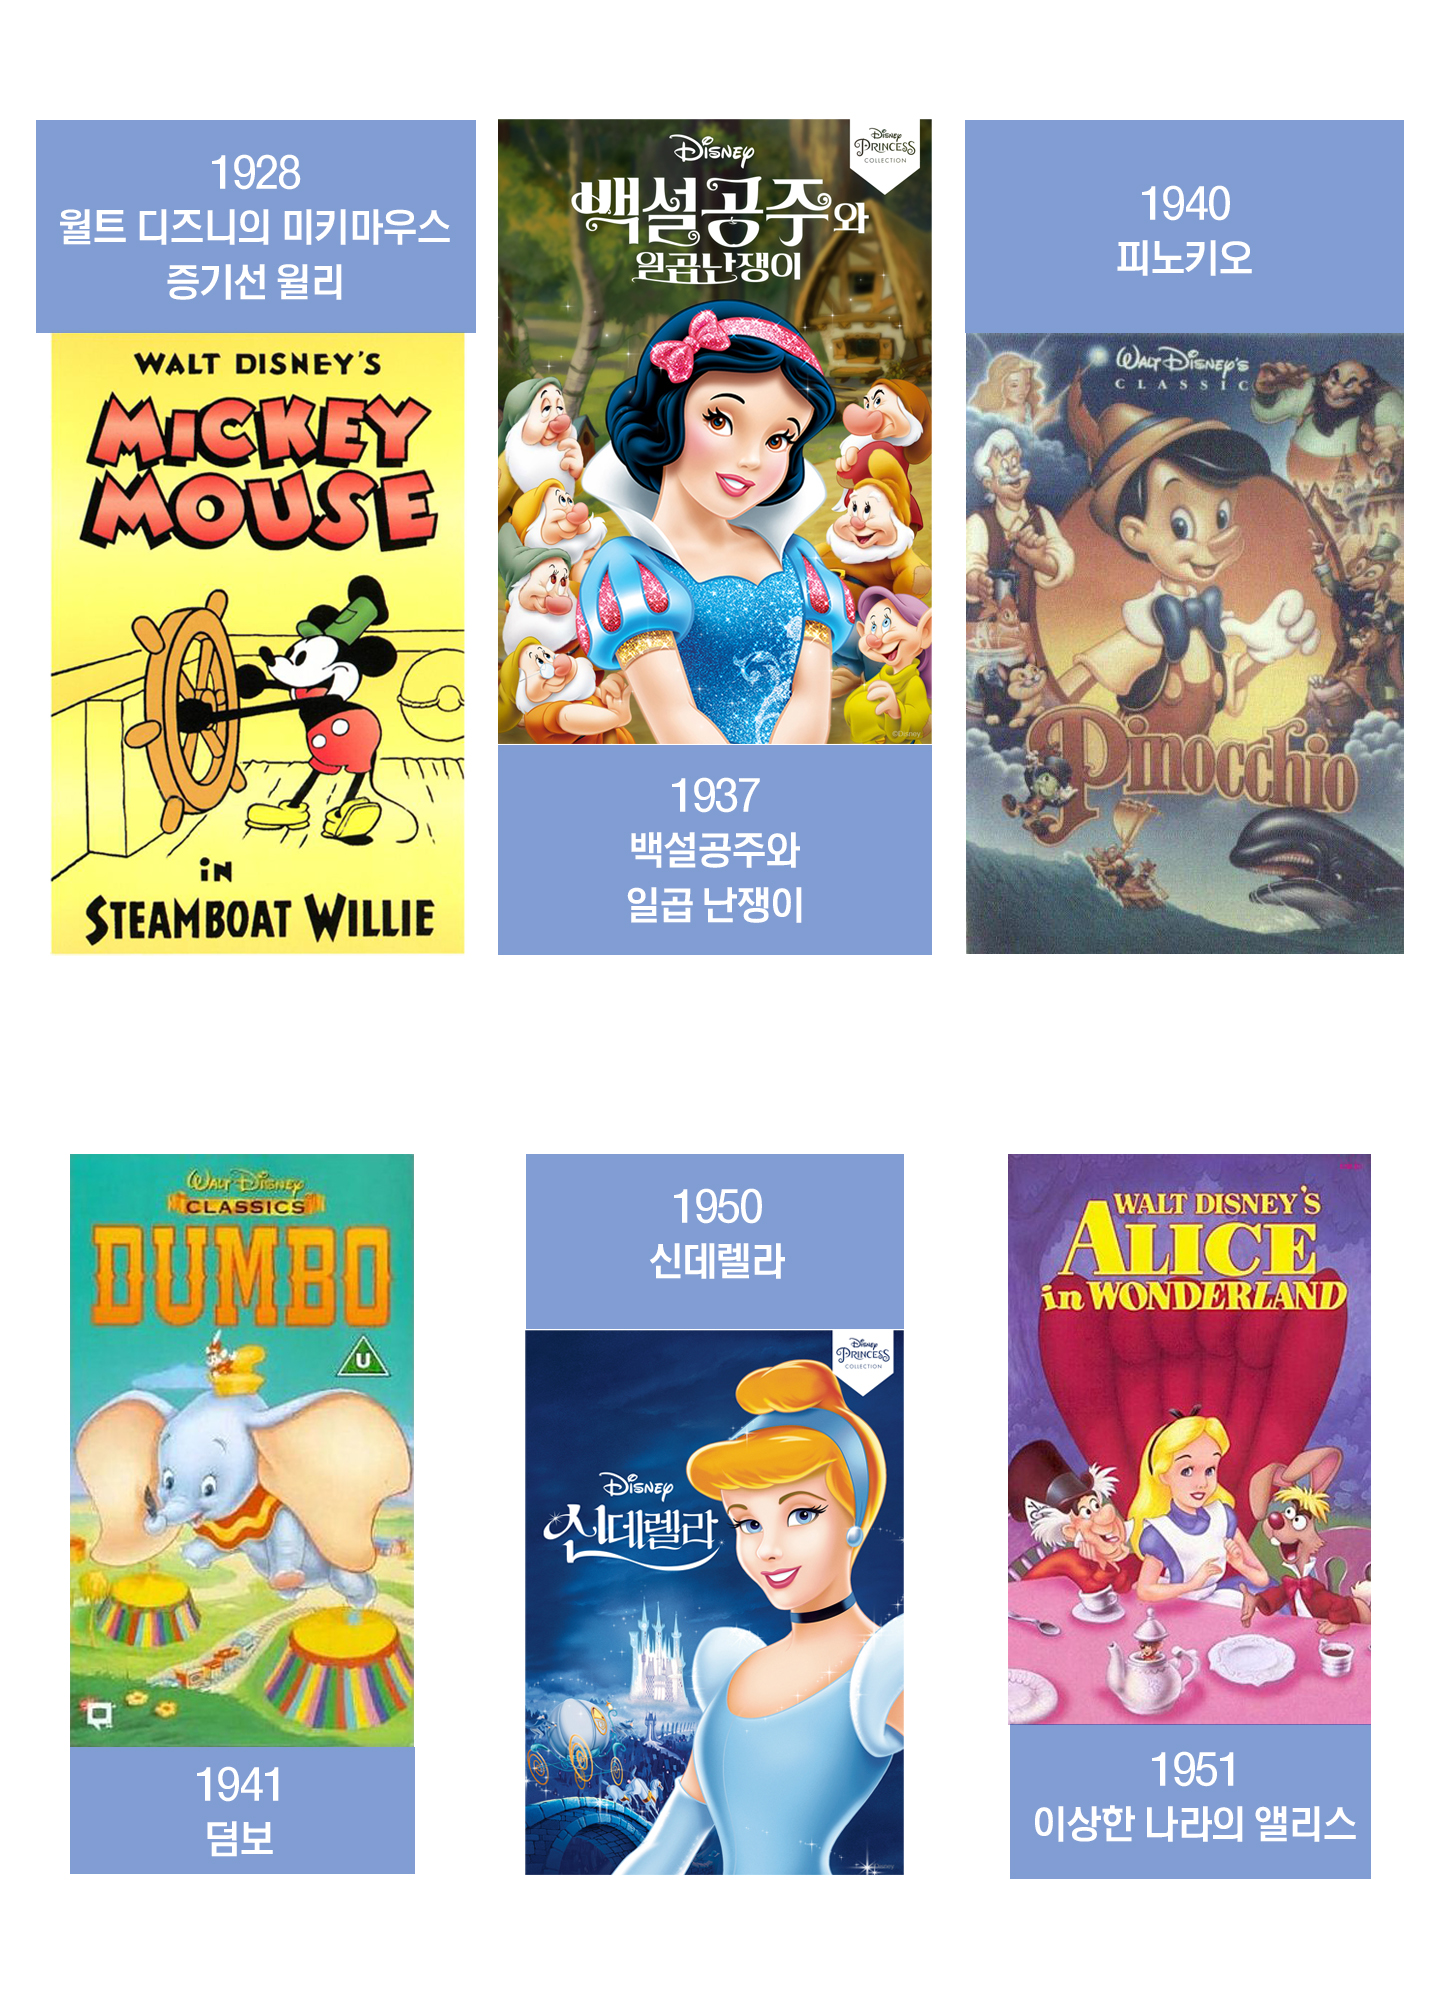 1928
월트 디즈니의 미키마우스
증기선 윌리
WALT DISNEY'S
MICKEY
MOUSE
iN
STEAMBOAT WILLIE
DISNEY
DISNEY
PRINCESS
COLLECTION
백설공주와
일곱난쟁이
©Disney
1937
백설공주와
일곱 난쟁이
1940
피노키오
WALT DISNEY'S
CLASSIC
Pinocchio
WALT DISNEY
CLASSICS
DUMBO
U
1941
덤보
1950
신데렐라
DISNEY
PRINCESS
COLLECTION
DISNEY
신데렐라
WALT DISNEY'S
ALICE
in WONDERLAND
1951
이상한 나라의 앨리스